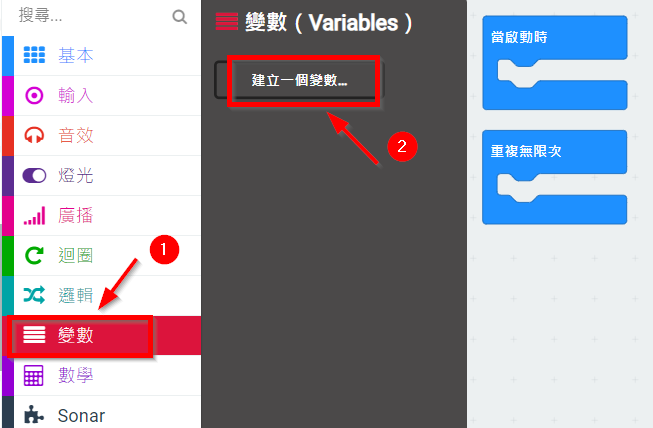 搜尋...
基本
輸入
音效
燈光
廣播
迴圈
邏輯
變數
數學
Sonar
1
變數（Variables）
建立一個變數...
2
當啟動時
重複無限次